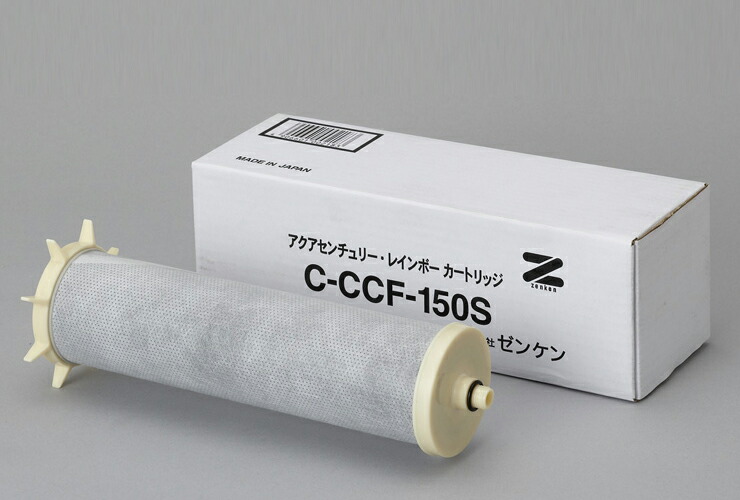 MADE IN JAPAN
アクアセンチュリー・レインボー カートリッジ
C-CCF-150S
zenken
社 ゼンケン